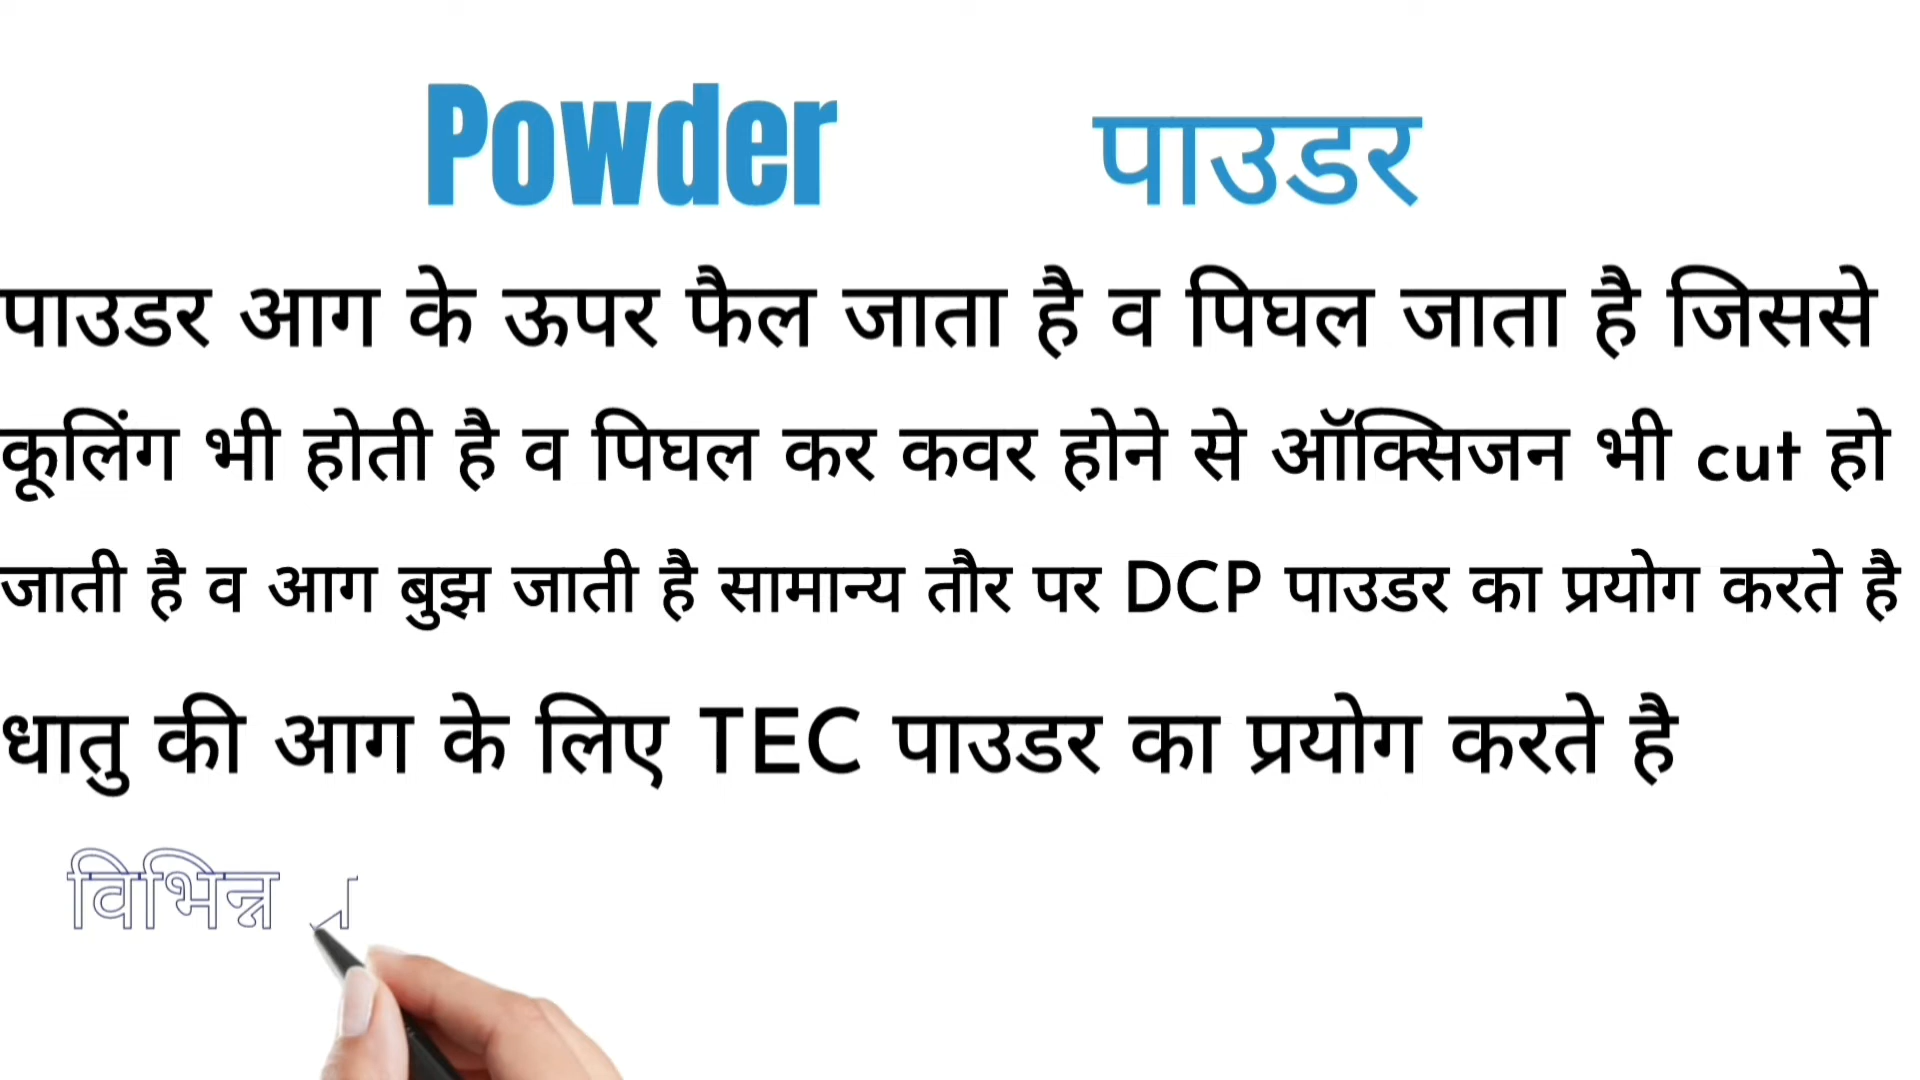 Powder पाउडर
पाउडर आग के ऊपर फैल जाता है व पिघल जाता है जिससे
कूलिंग भी होती है व पिघल कर कवर होने से ऑक्सिजन भी cut हो
जाती है व आग बुझ जाती है सामान्य तौर पर DCP पाउडर का प्रयोग करते है
धातु की आग के लिए TEC पाउडर का प्रयोग करते है
विभिन्न